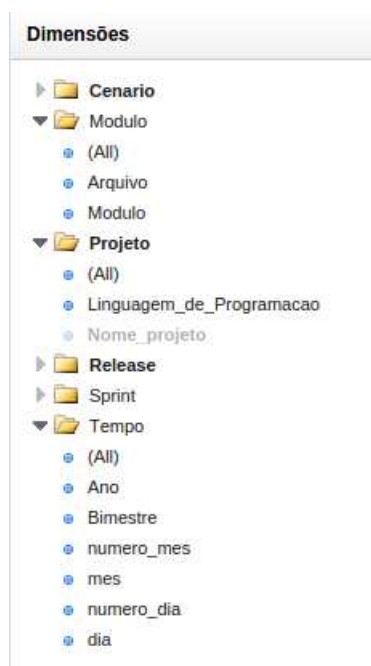 Dimensões
Cenario
Modulo
(All)
Arquivo
Modulo
Projeto
(All)
Linguagem_de_Programacao
Nome_projeto
Release
Sprint
Tempo
(All)
Ano
Bimestre
numero_mes
mes
numero_dia
dia